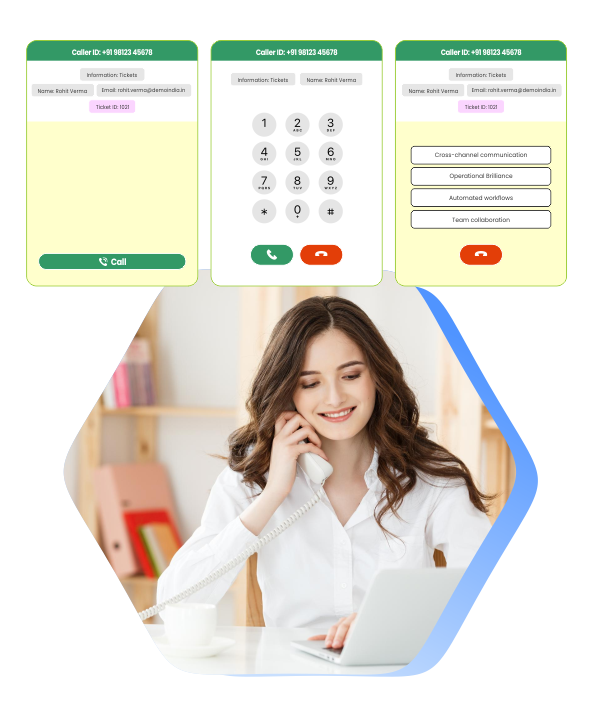 Caller ID: +91 98123 45678
Information: Tickets
Name: Rohit Verma
Email: rohit.verma@demoindia.in
Ticket ID: 1021
Call
Caller ID: +91 98123 45678
Information: Tickets
Name: Rohit Verma
1
2
ABC
3
DEF
4
GHI
5
JKL
6
MNO
7
PQRS
8
TUV
9
WXYZ
*
0
+
#
Caller ID: +91 98123 45678
Information: Tickets
Name: Rohit Verma
Email: rohit.verma@demoindia.in
Ticket ID: 1021
Cross-channel communication
Operational Brilliance
Automated workflows
Team collaboration